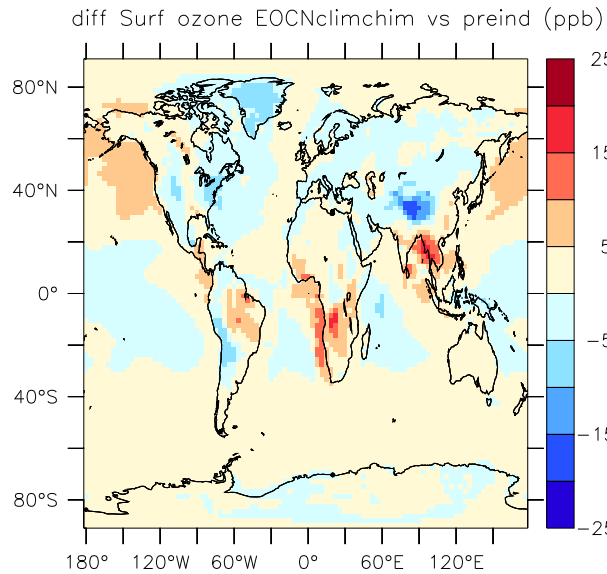 diff Surf ozone EOCNclimchim vs preind (ppb)
80°N
40°N
0°
40°S
80°S
180°
120°W
60°W
0°
60°E
120°E
25
15
5
−5
−15
−25